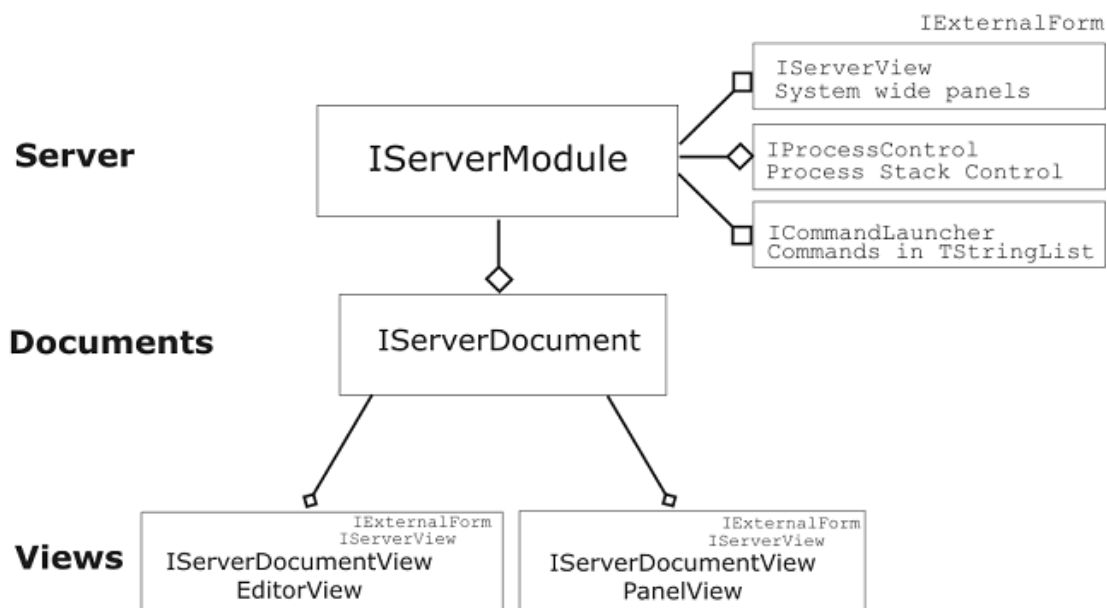 IExternalForm
IServerView
System wide panels
Server
IServerModule
IProcessControl
Process Stack Control
ICommandLauncher
Commands in TStringList
Documents
IServerDocument
Views
IExternalForm
IServerView
IServerDocumentView
EditorView
IExternalForm
IServerView
IServerDocumentView
PanelView